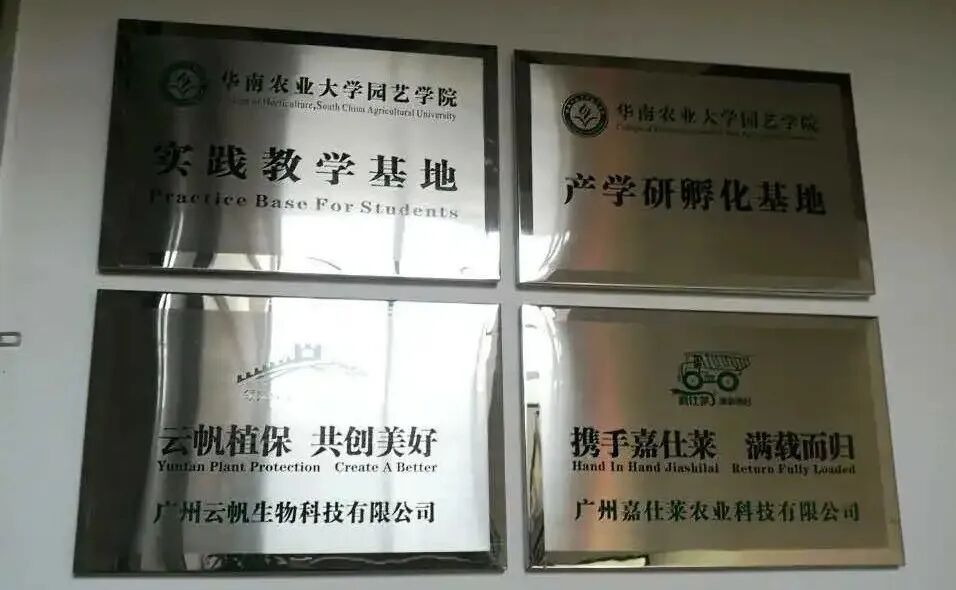 华南农业大学园艺学院
College of Horticulture,South China Agricultural University
实践教学基地
Practice Base For Students
华南农业大学园艺学院
产学研孵化基地
云帆植保 共创美好
Yunfan Plant Protection Create A Better
广州云帆生物科技有限公司
携手嘉仕莱 满载而归
Hand In Hand Jiashilai Return Fully Loaded
广州嘉仕莱农业科技有限公司